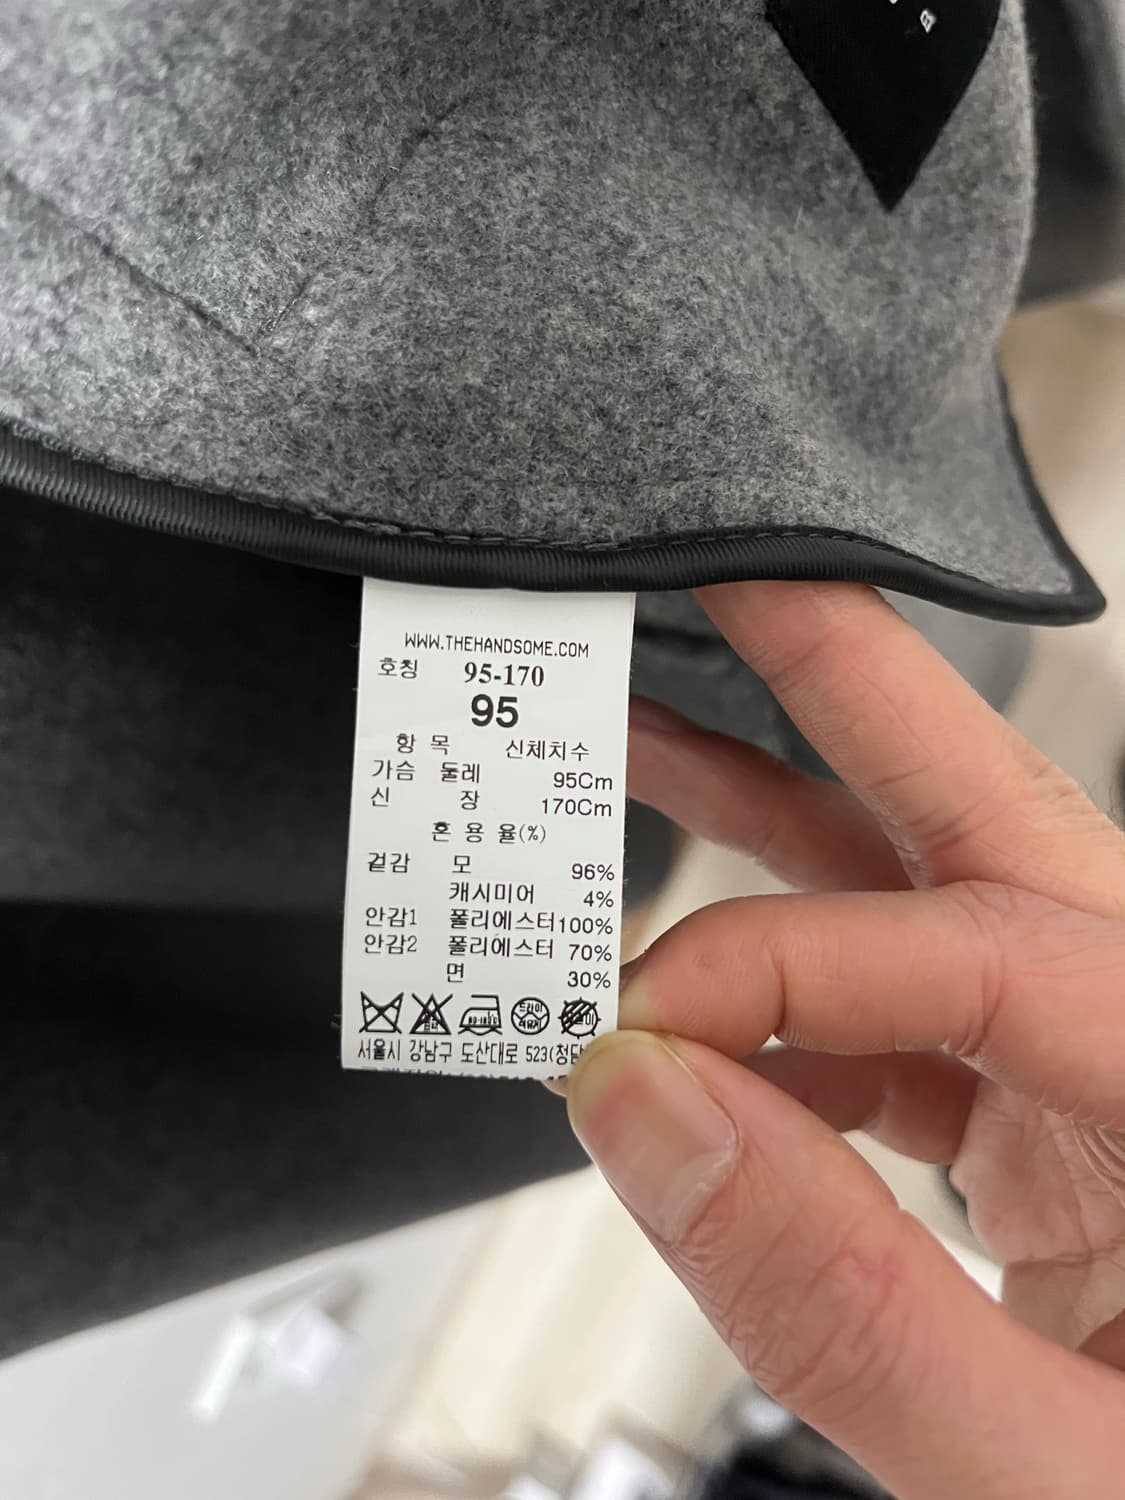 WWW.THEHANDSOME.COM
호칭 95-170
95
항 목 신체치수
가슴 둘레 95Cm
신 장 170Cm
혼 용 율(%)
겉감 모 96%
캐시미어 4%
안감1 폴리에스터100%
안감2 폴리에스터 70%
면 30%
드라이
서울시 강남구 도산대로 523(청담